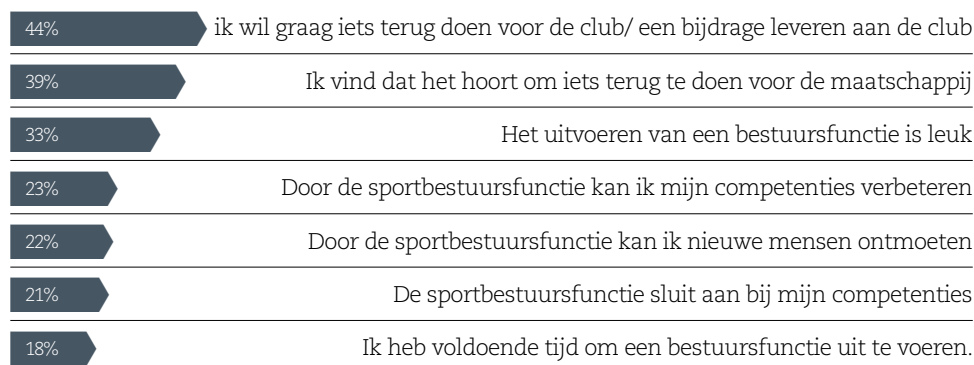 44% ik wil graag iets terug doen voor de club/ een bijdrage leveren aan de club
39% Ik vind dat het hoort om iets terug te doen voor de maatschappij
33% Het uitvoeren van een bestuursfunctie is leuk
23% Door de sportbestuursfunctie kan ik mijn competenties verbeteren
22% Door de sportbestuursfunctie kan ik nieuwe mensen ontmoeten
21% De sportbestuursfunctie sluit aan bij mijn competenties
18% Ik heb voldoende tijd om een bestuursfunctie uit te voeren.